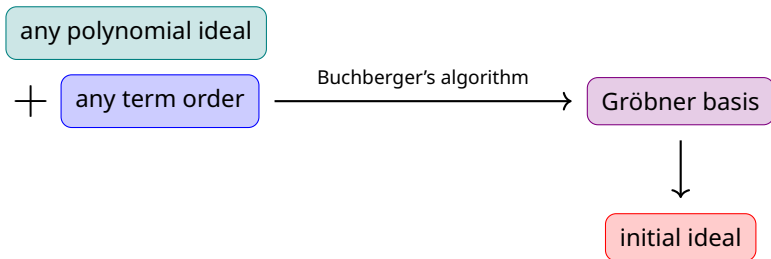 any polynomial ideal
+ any term order
Buchberger's algorithm
Gröbner basis
initial ideal